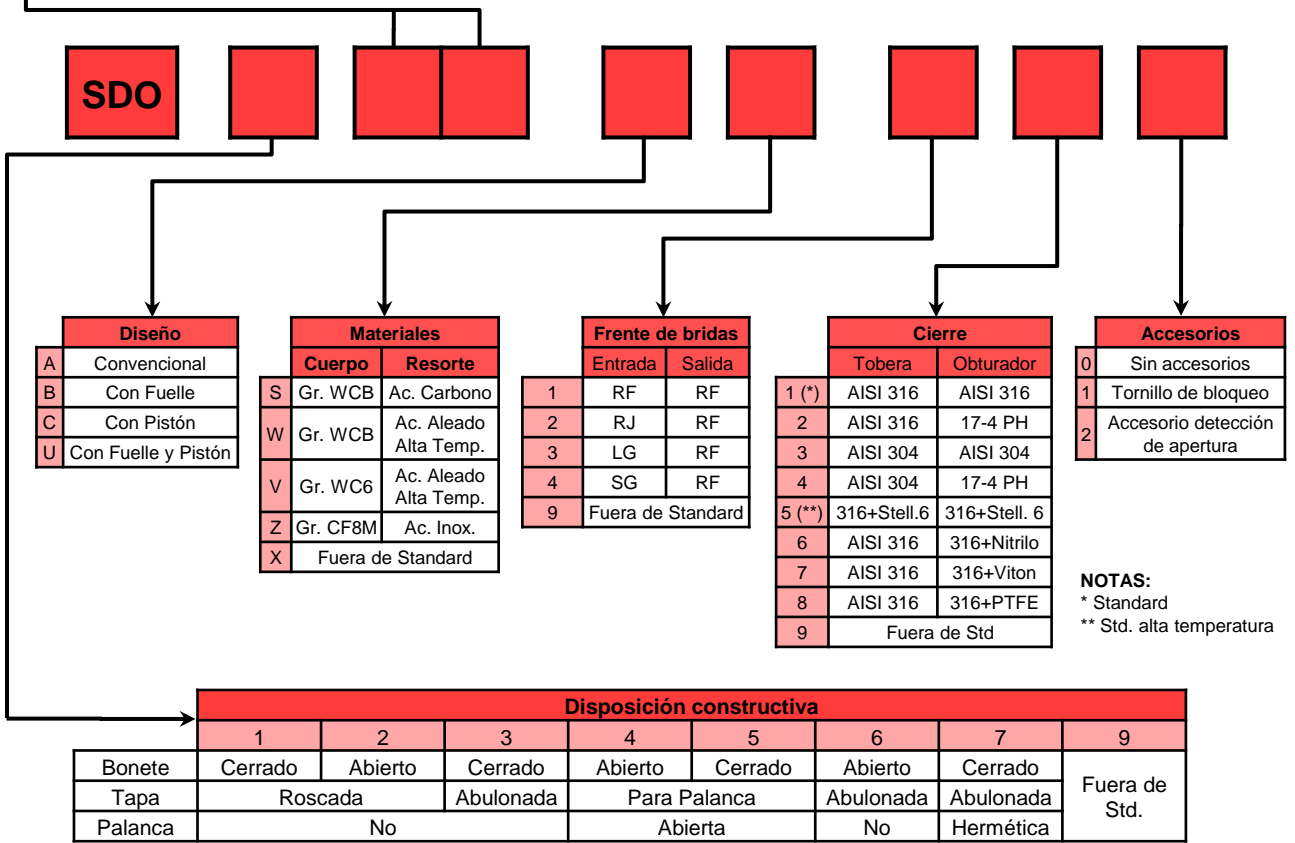 SDO
Diseño
A Convencional
B Con Fuelle
C Con Pistón
U Con Fuelle y Pistón
Materiales
Cuerpo Resorte
S Gr. WCB Ac. Carbono
W Gr. WCB Ac. Aleado
Alta Temp.
V Gr. WC6 Ac. Aleado
Alta Temp.
Z Gr. CF8M Ac. Inox.
X Fuera de Standard
Frente de bridas
Entrada Salida
1 RF RF
2 RJ RF
3 LG RF
4 SG RF
9 Fuera de Standard
Cierre
Tobera Obturador
1 (*) AISI 316 AISI 316
2 AISI 316 17-4 PH
3 AISI 304 AISI 304
4 AISI 304 17-4 PH
5 (**) 316+Stell.6 316+Stell. 6
6 AISI 316 316+Nitrilo
7 AISI 316 316+Viton
8 AISI 316 316+PTFE
9 Fuera de Std
Accesorios
0 Sin accesorios
1 Tornillo de bloqueo
2 Accesorio detección
de apertura
NOTAS:
* Standard
** Std. alta temperatura
Disposición constructiva
1 2 3 4 5 6 7 9
Bonete Cerrado Abierto Cerrado Abierto Cerrado Abierto Cerrado Fuera de
Std.
Tapa Roscada Abulonada Para Palanca Abulonada Abulonada
Palanca No Abierta No Hermética